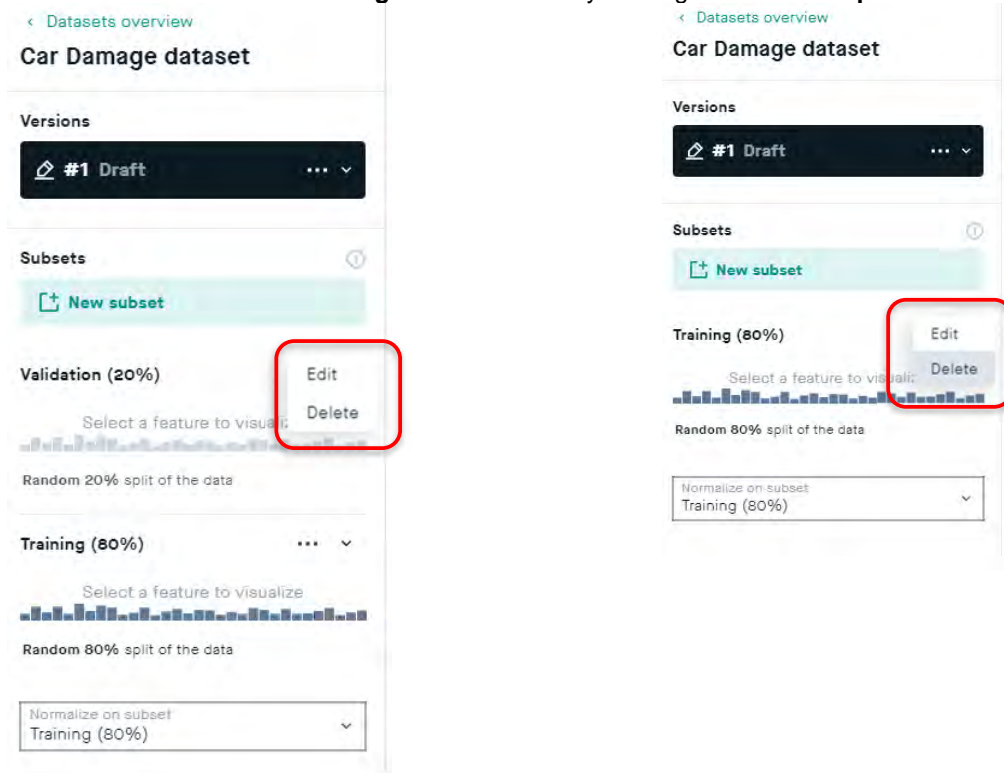 ‹ Datasets overview
Car Damage dataset
Versions
#1 Draft
Subsets
New subset
Validation (20%)
Edit
Delete
Select a feature to
Random 20% split of the data
Training (80%)
Select a feature to visualize
Random 80% split of the data
Normalize on subset
Training (80%)
‹ Datasets overview
Car Damage dataset
Versions
#1 Draft
Subsets
New subset
Training (80%)
Edit
Delete
Select a feature to
Random 80% split of the data
Normalize on subset
Training (80%)